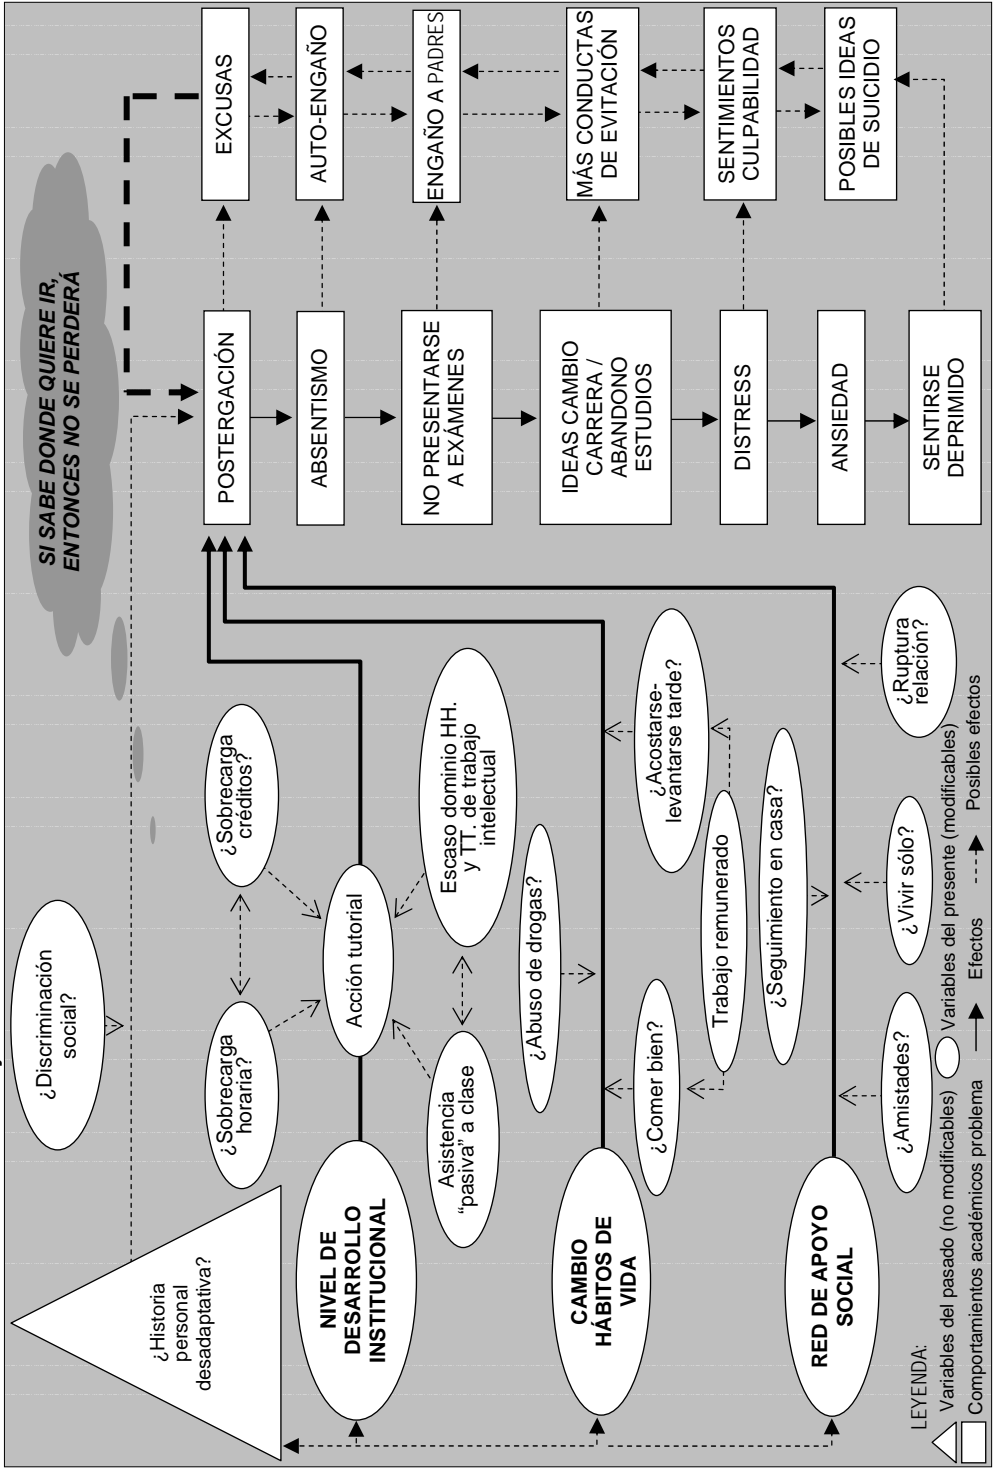 ¿Discriminación
social?
SI SABE DONDE QUIERE IR,
ENTONCES NO SE PERDERÁ
¿Historia
personal
desadaptativa?
¿Sobrecarga
horaria?
¿Sobrecarga
créditos?
NIVEL DE
DESARROLLO
INSTITUCIONAL
Acción tutorial
Asistencia
“pasiva” a clase
Escaso dominio HH.
y TT. de trabajo
intelectual
¿Abuso de drogas?
CAMBIO
HÁBITOS DE
VIDA
¿Comer bien?
¿Acostarse-
levantarse tarde?
Trabajo remunerado
¿Seguimiento en casa?
RED DE APOYO
SOCIAL
¿Amistades?
¿Vivir sólo?
¿Ruptura
relación?
POSTERGACIÓN
ABSENTISMO
NO PRESENTARSE
A EXÁMENES
IDEAS CAMBIO
CARRERA /
ABANDONO
ESTUDIOS
DISTRESS
ANSIEDAD
SENTIRSE
DEPRIMIDO
EXCUSAS
AUTO-ENGAÑO
ENGAÑO A PADRES
MÁS CONDUCTAS
DE EVITACIÓN
SENTIMIENTOS
CULPABILIDAD
POSIBLES IDEAS
DE SUICIDIO
LEYENDA:
Variables del pasado (no modificables)
Variables del presente (modificables)
Comportamientos académicos problema
Efectos
Posibles efectos